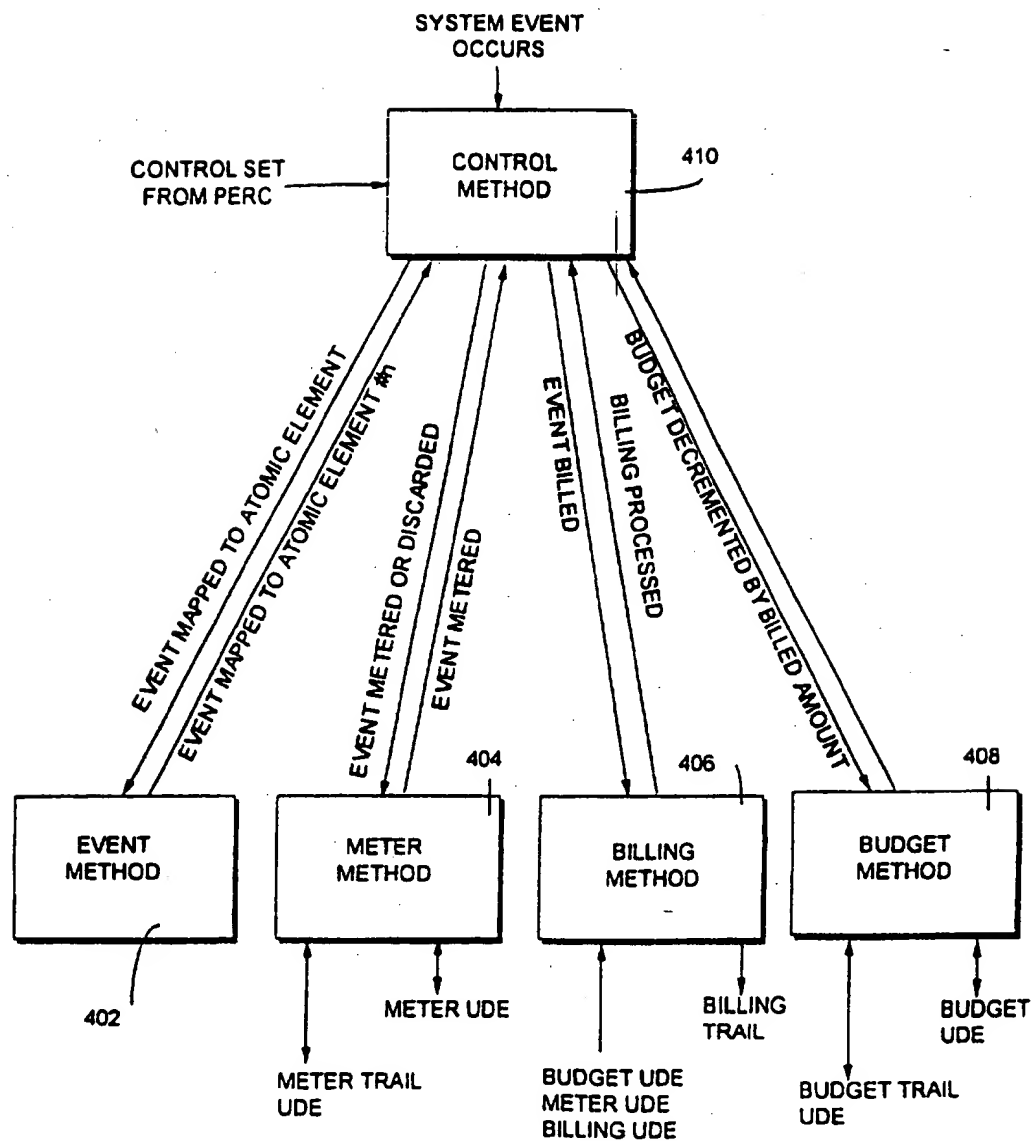 SYSTEM EVENT
OCCURS
CONTROL SET
FROM PERC
CONTROL
METHOD
410
EVENT MAPPED TO ATOMIC ELEMENT
EVENT MAPPED TO ATOMIC ELEMENT #n
EVENT METERED OR DISCARDED
EVENT METERED
EVENT BILLED
BILLING PROCESSED
BUDGET DECREMENTED BY BILLED AMOUNT
EVENT
METHOD
402
METER
METHOD
404
BILLING
METHOD
406
BUDGET
METHOD
408
METER TRAIL
UDE
METER UDE
BUDGET UDE
METER UDE
BILLING UDE
BILLING
TRAIL
BUDGET TRAIL
UDE
BUDGET
UDE